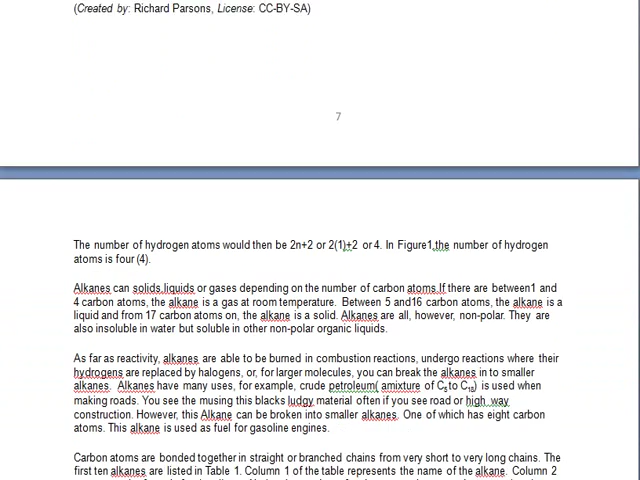 (Created by: Richard Parsons, License: CC-BY-SA)
7
The number of hydrogen atoms would then be 2n+2 or 2(1)+2 or 4. In Figure1,the number of hydrogen
atoms is four (4).
Alkanes can solids,liquids or gases depending on the number of carbon atoms.If there are between1 and
4 carbon atoms, the alkane is a gas at room temperature. Between 5 and16 carbon atoms, the alkane is a
liquid and from 17 carbon atoms on, the alkane is a solid. Alkanes are all, however, non-polar. They are
also insoluble in water but soluble in other non-polar organic liquids.
As far as reactivity, alkanes are able to be burned in combustion reactions, undergo reactions where their
hydrogens are replaced by halogens, or, for larger molecules, you can break the alkanes in to smaller
alkanes. Alkanes have many uses, for example, crude petroleum( amixture of C5to C18) is used when
making roads. You see the musing this blacks ludgy material often if you see road or high way
construction. However, this Alkane can be broken into smaller alkanes. One of which has eight carbon
atoms. This alkane is used as fuel for gasoline engines.
Carbon atoms are bonded together in straight or branched chains from very short to very long chains. The
first ten alkanes are listed in Table 1. Column 1 of the table represents the name of the alkane. Column 2